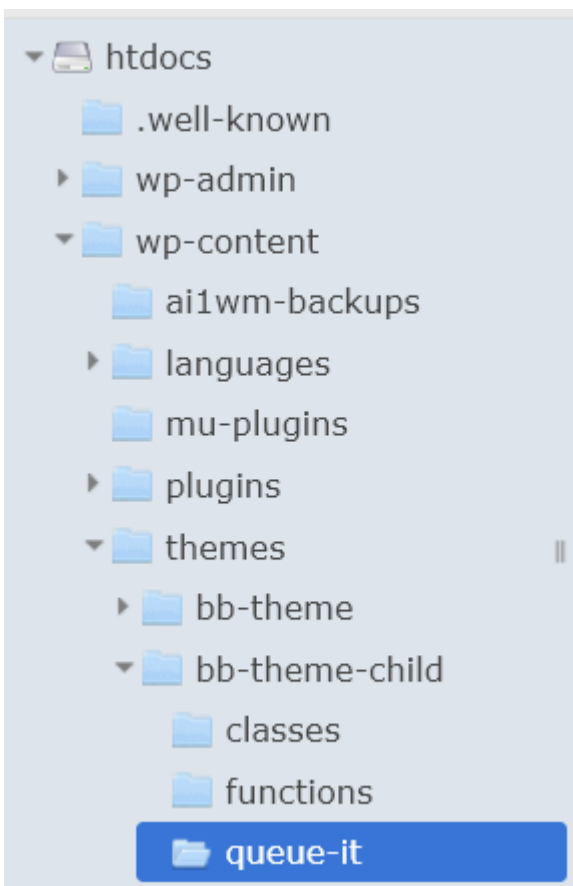 htdocs
.well-known
wp-admin
wp-content
ai1wm-backups
languages
mu-plugins
plugins
themes
bb-theme
bb-theme-child
classes
functions
queue-it